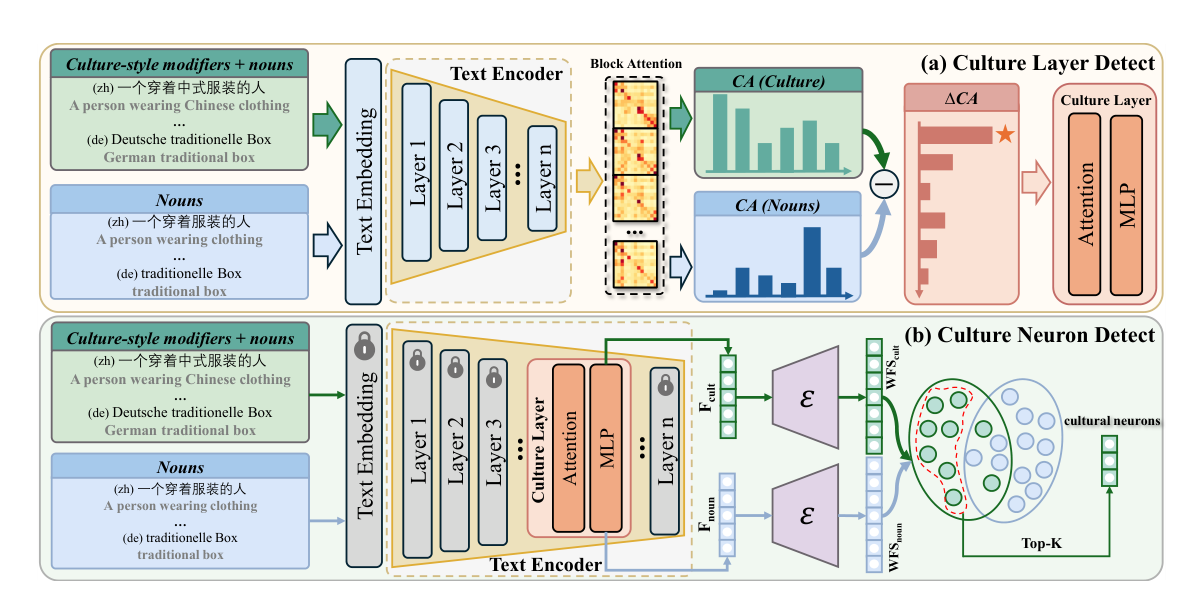 (a) Culture Layer Detect
Culture-style modifiers + nouns
(zh) 一个穿着中式服装的人
A person wearing Chinese clothing
...
(de) Deutsche traditionelle Box
German traditional box
Nouns
(zh) 一个穿着服装的人
A person wearing clothing
...
(de) traditionelle Box
traditional box
Text Embedding
Text Encoder
Layer 1
Layer 2
Layer 3
...
Layer n
Block Attention
...
CA (Culture)
CA (Nouns)
ΔCA
Culture Layer
Attention
MLP
(b) Culture Neuron Detect
Culture-style modifiers + nouns
(zh) 一个穿着中式服装的人
A person wearing Chinese clothing
...
(de) Deutsche traditionelle Box
German traditional box
Nouns
(zh) 一个穿着服装的人
A person wearing clothing
...
(de) traditionelle Box
traditional box
Text Embedding
Layer 1
Layer 2
Layer 3
...
Culture Layer
Attention
MLP
...
Layer n
Text Encoder
F_cult
F_noun
ε
ε
WFS_cult
WFS_noun
cultural neurons
Top-K